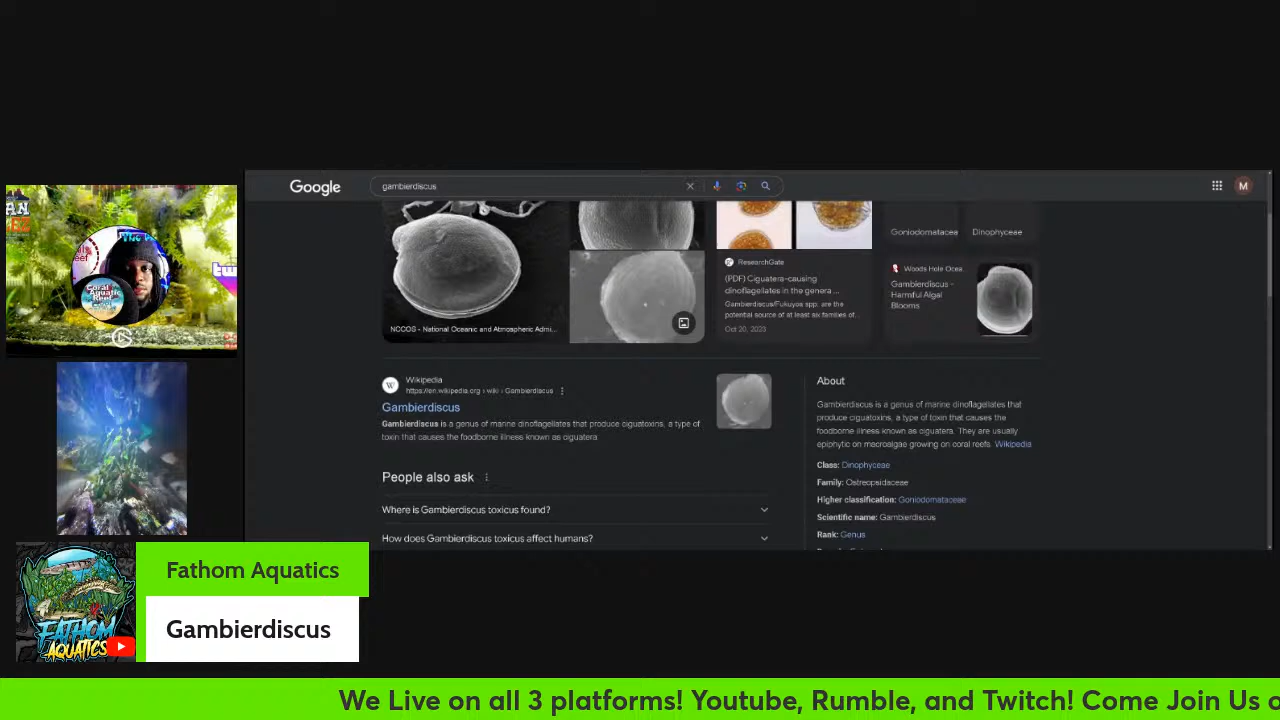 Google
gambierdiscus
M
NCCOS - National Oceanic and Atmospheric Admi...
ResearchGate
(PDF) Ciguatera-causing
dinoflagellates in the genera ...
Gambierdiscus/Fukuyoa spp. are the
potential source of at least six families of...
Oct 20, 2023
Goniodomataceae
Dinophyceae
Woods Hole Ocea.
Gambierdiscus -
Harmful Algal
Blooms
W
Wikipedia
https://en.wikipedia.org › wiki › Gambierdiscus
Gambierdiscus
Gambierdiscus is a genus of marine dinoflagellates that produce ciguatoxins, a type of
toxin that causes the foodborne illness known as ciguatera
People also ask
Where is Gambierdiscus toxicus found?
How does Gambierdiscus toxicus affect humans?
About
Gambierdiscus is a genus of marine dinoflagellates that
produce ciguatoxins, a type of toxin that causes the
foodborne illness known as ciguatera. They are usually
epiphytic on macroalgae growing on coral reefs. Wikipedia
Class: Dinophyceae
Family: Ostreopsidaceae
Higher classification: Goniodomataceae
Scientific name: Gambierdiscus
Rank: Genus
Coral
Aquatic
Reef
FATHOM
AQUATICS
Fathom Aquatics
Gambierdiscus
We Live on all 3 platforms! Youtube, Rumble, and Twitch! Come Join Us